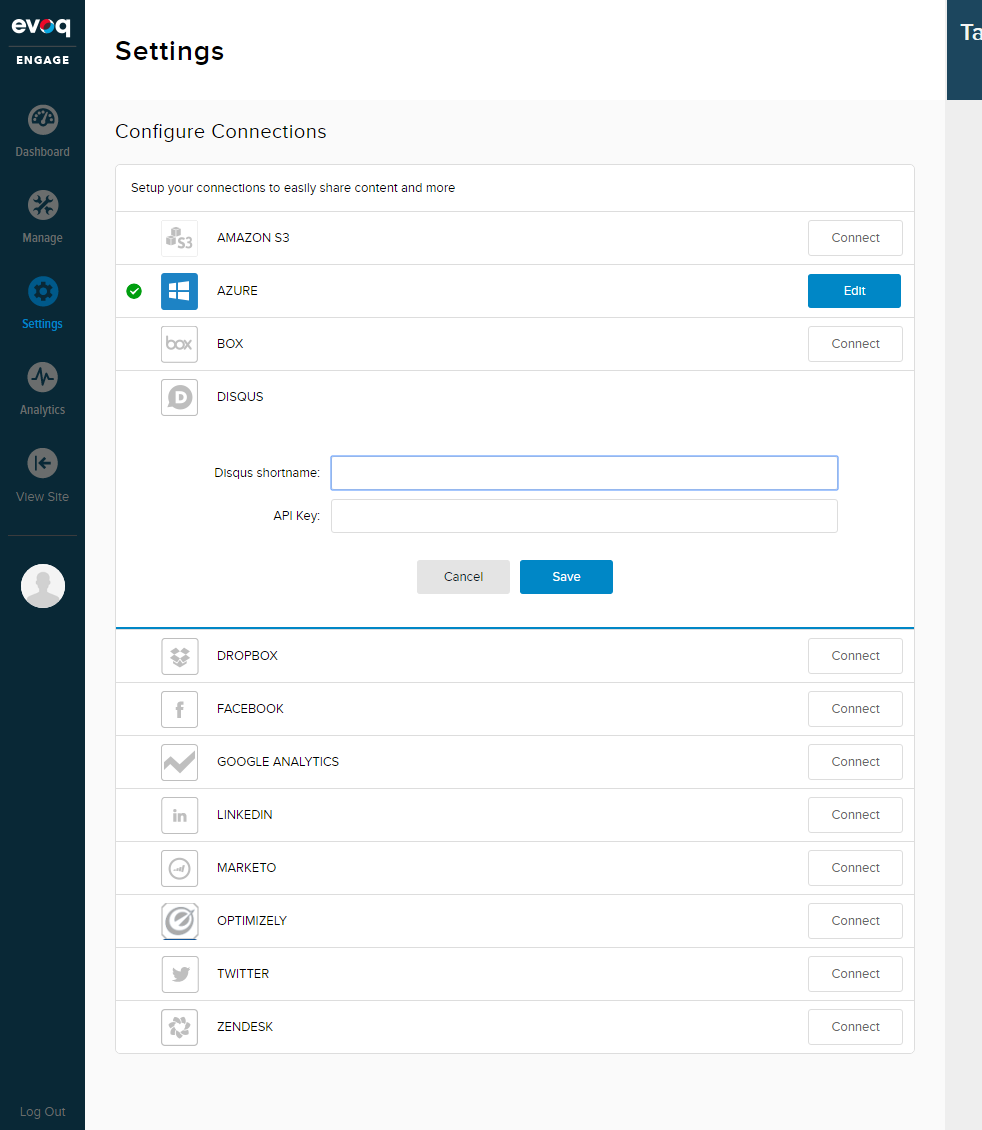 evoq
ENGAGE
Dashboard
Manage
Settings
Analytics
View Site
Log Out
Settings
Configure Connections
Setup your connections to easily share content and more
S3 AMAZON S3 Connect
AZURE Edit
box BOX Connect
D DISQUS
Disqus shortname:
API Key:
Cancel Save
DROPBOX Connect
f FACEBOOK Connect
GOOGLE ANALYTICS Connect
in LINKEDIN Connect
MARKETO Connect
OPTIMIZELY Connect
TWITTER Connect
ZENDESK Connect
Ta